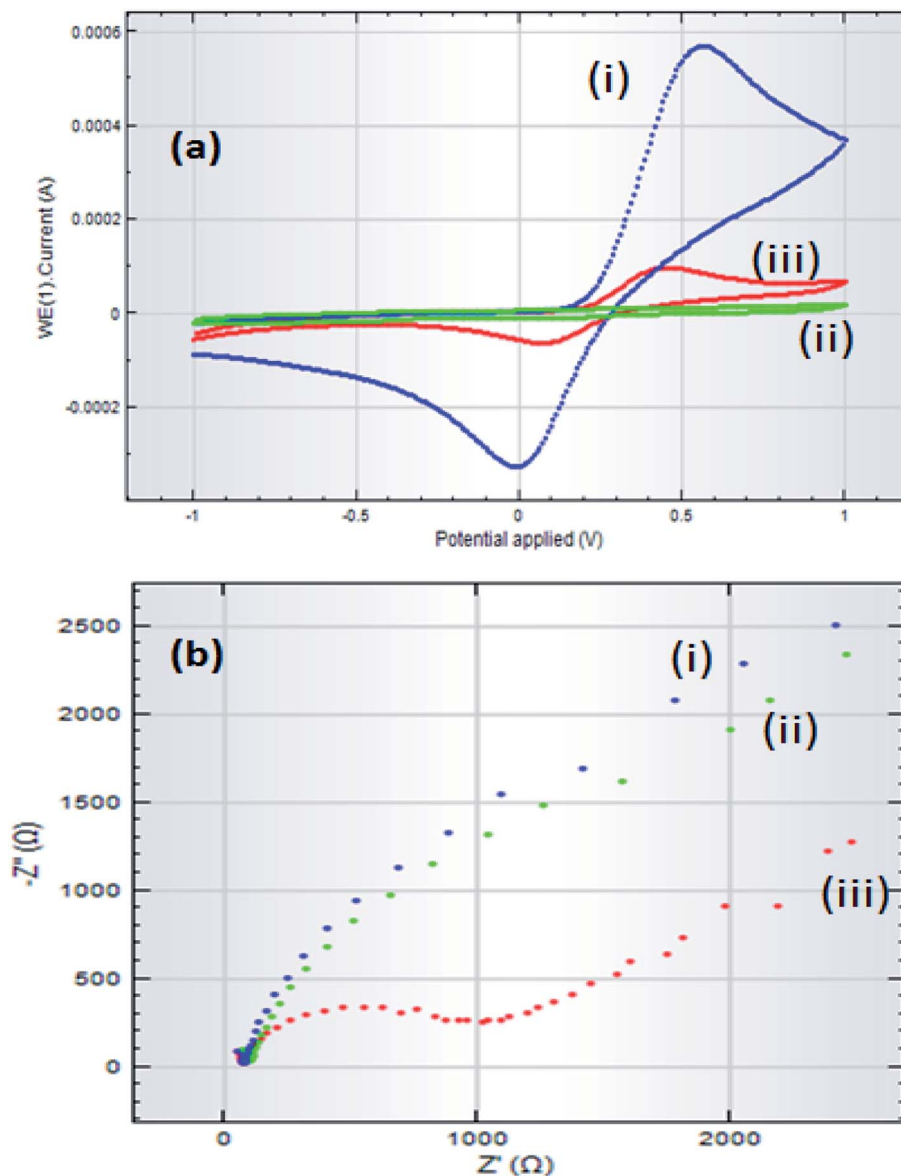 0.0006
(i)
0.0004
(a)
WE(1).Current (A)
0.0002
(iii)
0
(ii)
-0.0002
-1 -0.5 0 0.5 1
Potential applied (V)
2500
(b)
(i)
2000
(ii)
1500
-Z" (Ω)
1000
(iii)
500
0
0 1000 2000
Z' (Ω)